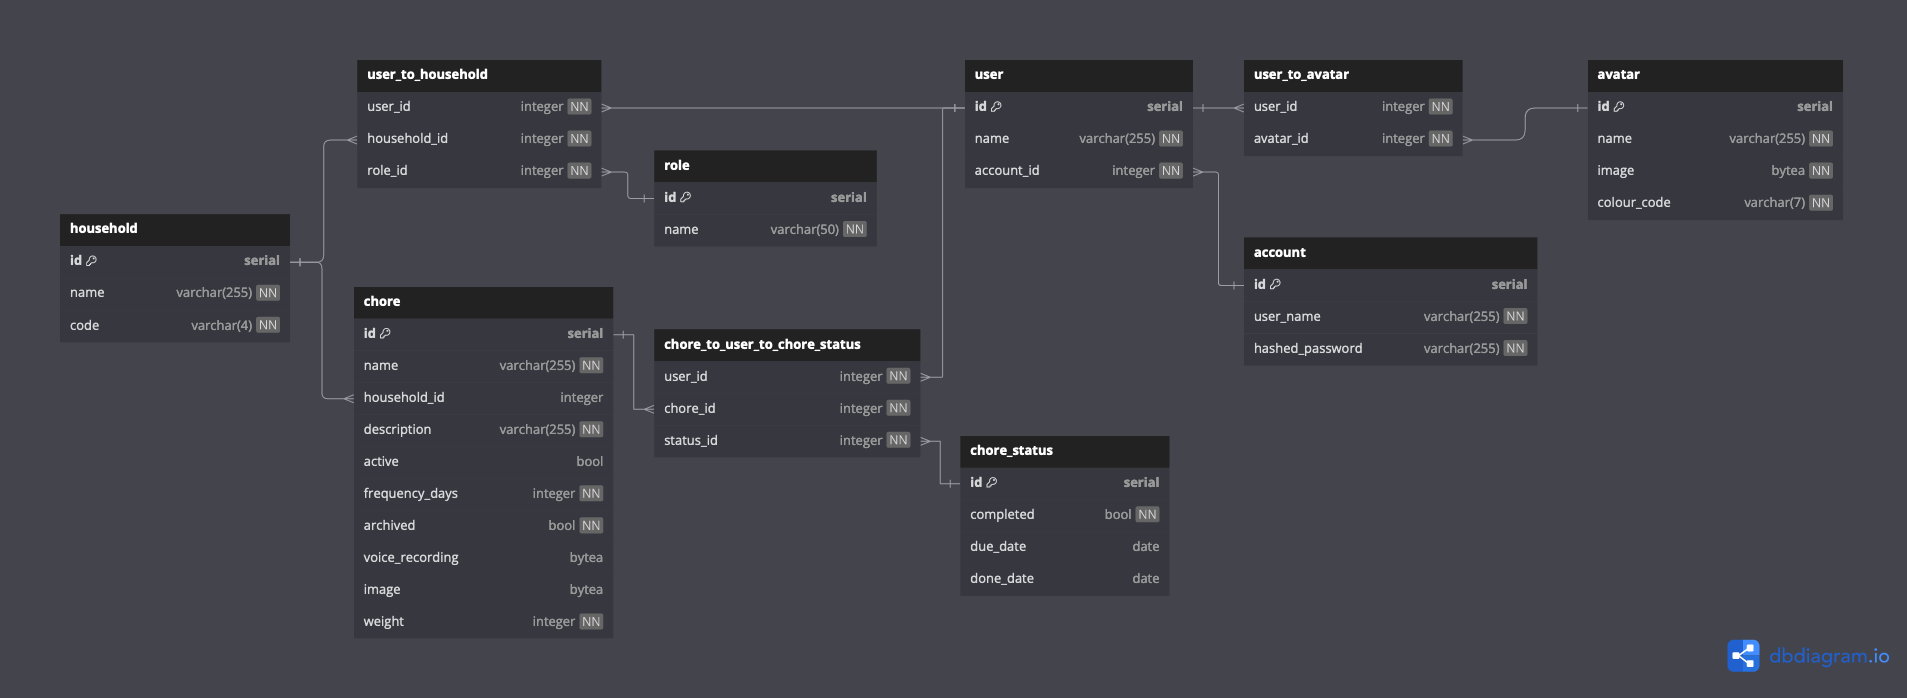 user_to_household
user_id integer NN
household_id integer NN
role_id integer NN
role
id serial
name varchar(50) NN
household
id serial
name varchar(255) NN
code varchar(4) NN
chore
id serial
name varchar(255) NN
household_id integer
description varchar(255) NN
active bool
frequency_days integer NN
archived bool NN
voice_recording bytea
image bytea
weight integer NN
chore_to_user_to_chore_status
user_id integer NN
chore_id integer NN
status_id integer NN
user
id serial
name varchar(255) NN
account_id integer NN
user_to_avatar
user_id integer NN
avatar_id integer NN
avatar
id serial
name varchar(255) NN
image bytea NN
colour_code varchar(7) NN
account
id serial
user_name varchar(255) NN
hashed_password varchar(255) NN
chore_status
id serial
completed bool NN
due_date date
done_date date
dbdiagram.io